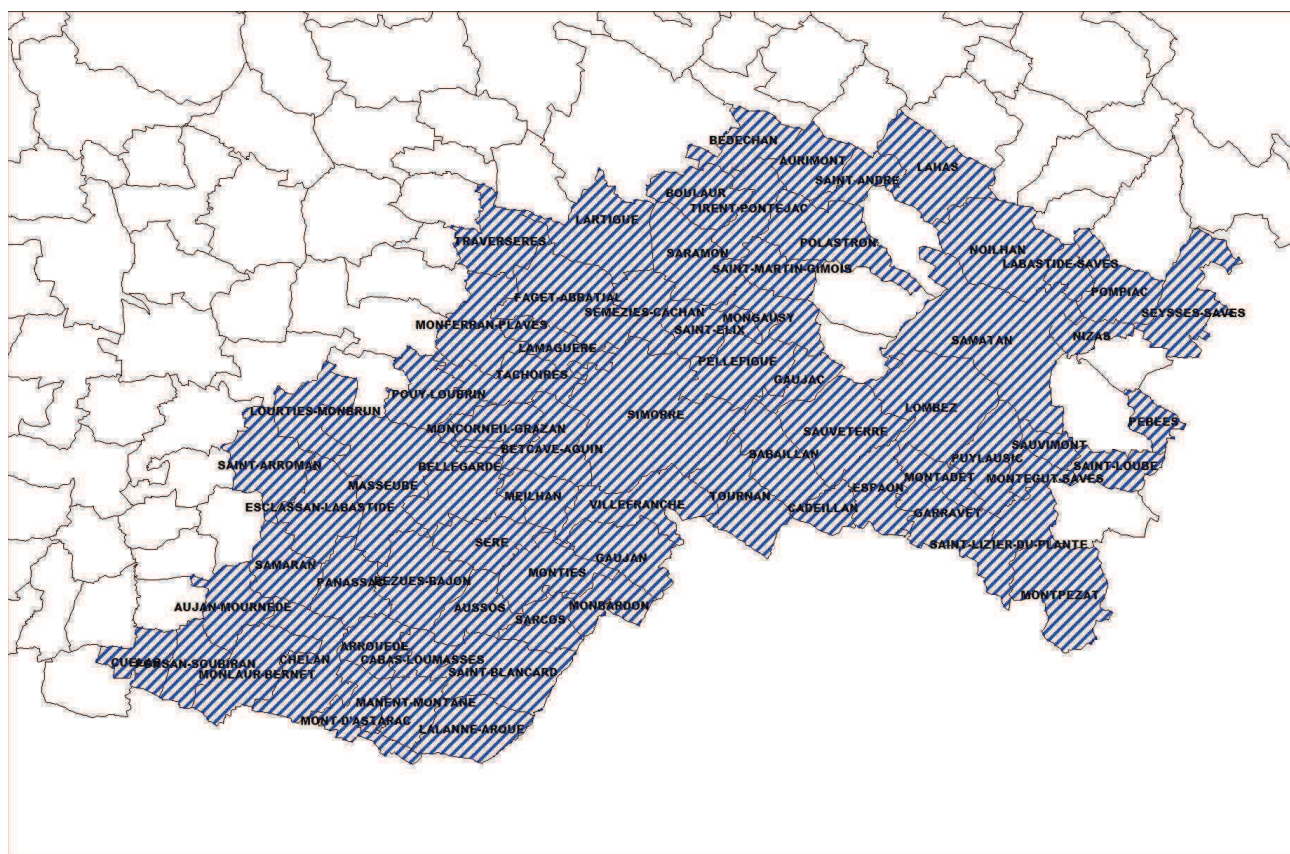 BEDECHAN
AURIMONT
LAHAS
SAINT-ANDRE
BOULAUR
TIRENT-PONTEJAC
LARTIGUE
TRAVERSERES
POLASTRON
SARAMON
NOILHAN
LABASTIDE-SAVES
SAINT-MARTIN-GIMOIS
POMPIAC
FAGET-ABBATIAL
SEMEZIES-CACHAN
MONGAUSY
SEYSSES-SAVES
MONFERRAN-PLAVES
SAINT-ELIX
NIZAS
SAMATAN
LAMAGUERE
PELLEFIGUE
TACHOIRES
GAUJAC
POUY-LOUBRIN
LOURTIES-MONBRUN
LOMBEZ
SIMORRE
PEBEES
MONCORNEIL-GRAZAN
SAUVETERRE
SAUVIMONT
BETCAVE-AGUIN
SABAILLAN
PUYLAUSIC
SAINT-ARROMAN
BELLEGARDE
SAINT-LOUBE
MONTADET
MONTEGUT-SAVES
MASSEUBE
ESPAON
MEILHAN
TOURNAN
VILLEFRANCHE
ESCLASSAN-LABASTIDE
CADEILLAN
GARRAVET
SERE
SAINT-LIZIER-DU-PLANTE
GAUJAN
SAMARAN
MONTIES
PANASSAC
BEZUES-BAJON
MONTPEZAT
AUJAN-MOURNEDE
AUSSOS
MONBARDON
SARCOS
ARROUEDE
CHELAN
CABAS-LOUMASSES
CUELAS
PONSAN-SOUBIRAN
MONLAUR-BERNET
SAINT-BLANCARD
MANENT-MONTANE
MONT-D'ASTARAC
LALANNE-ARQUE